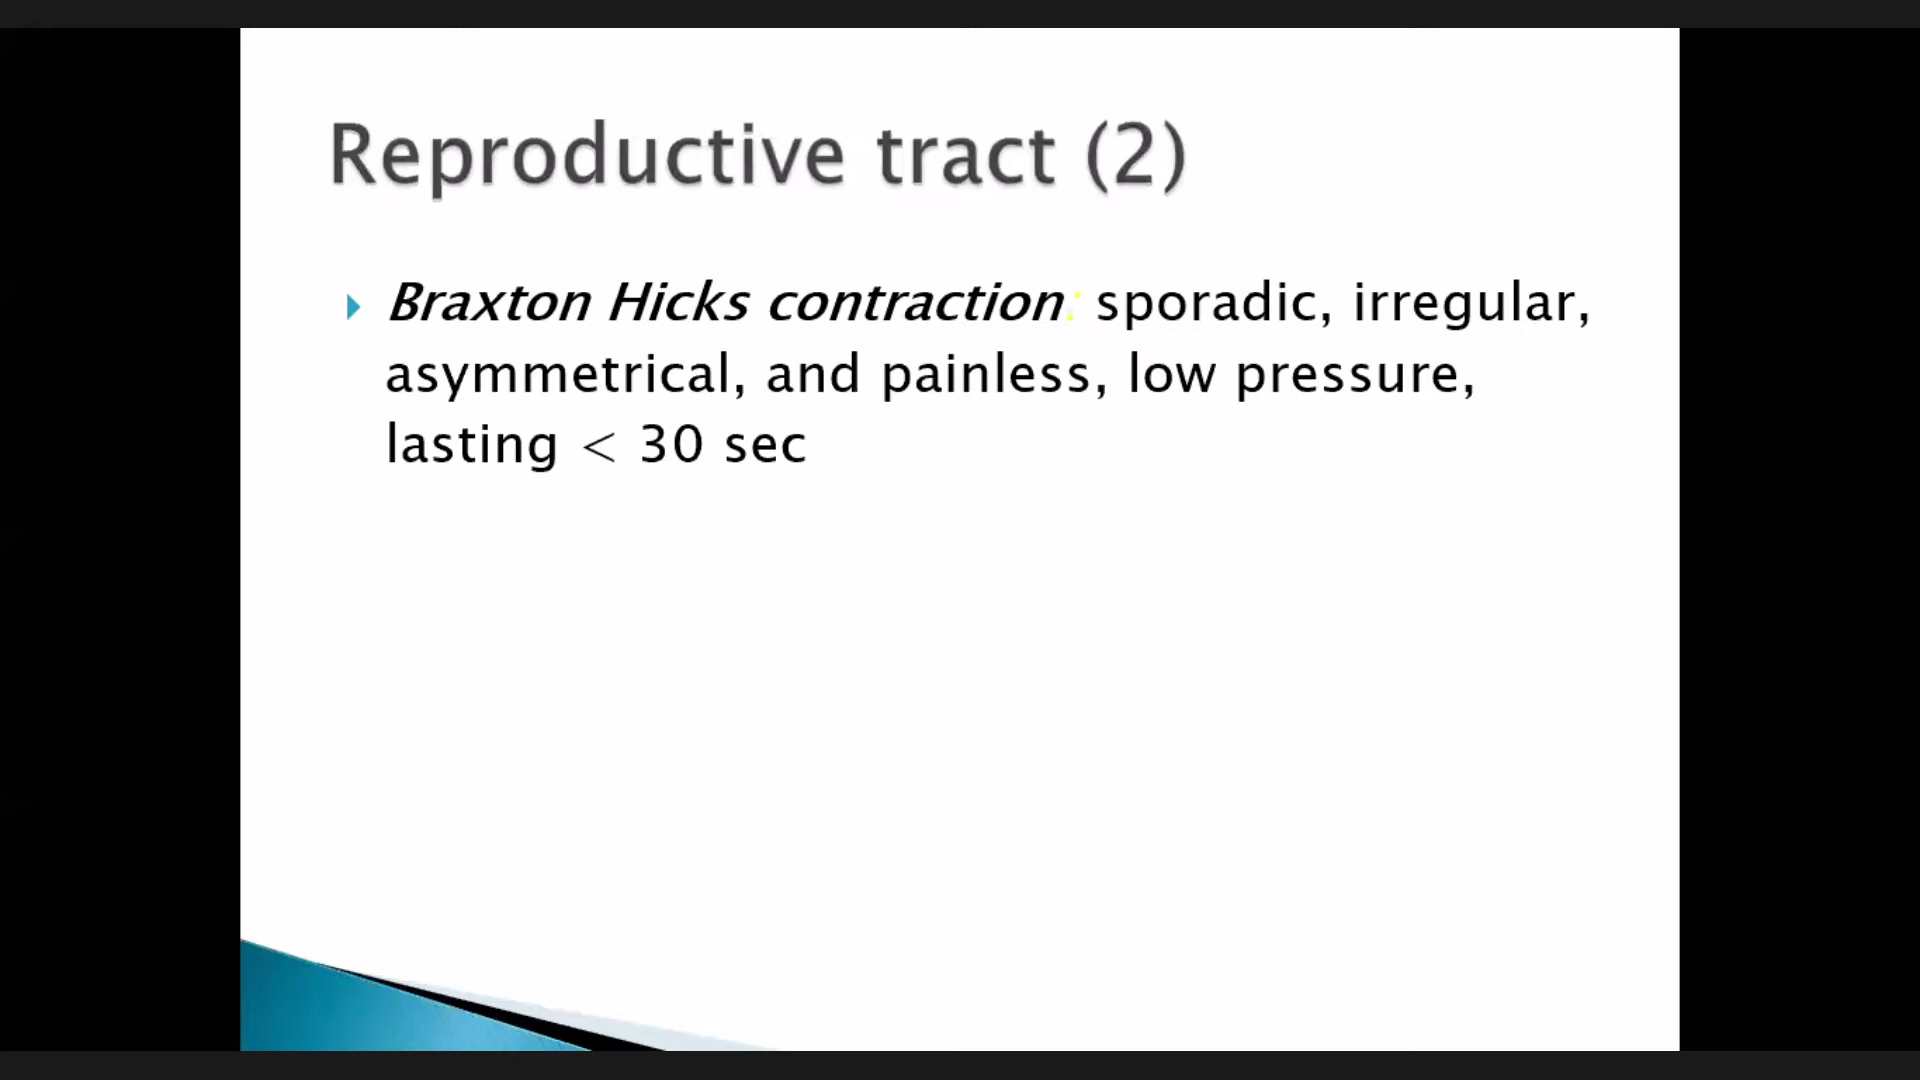 Reproductive tract (2)
Braxton Hicks contraction: sporadic, irregular,
asymmetrical, and painless, low pressure,
lasting < 30 sec